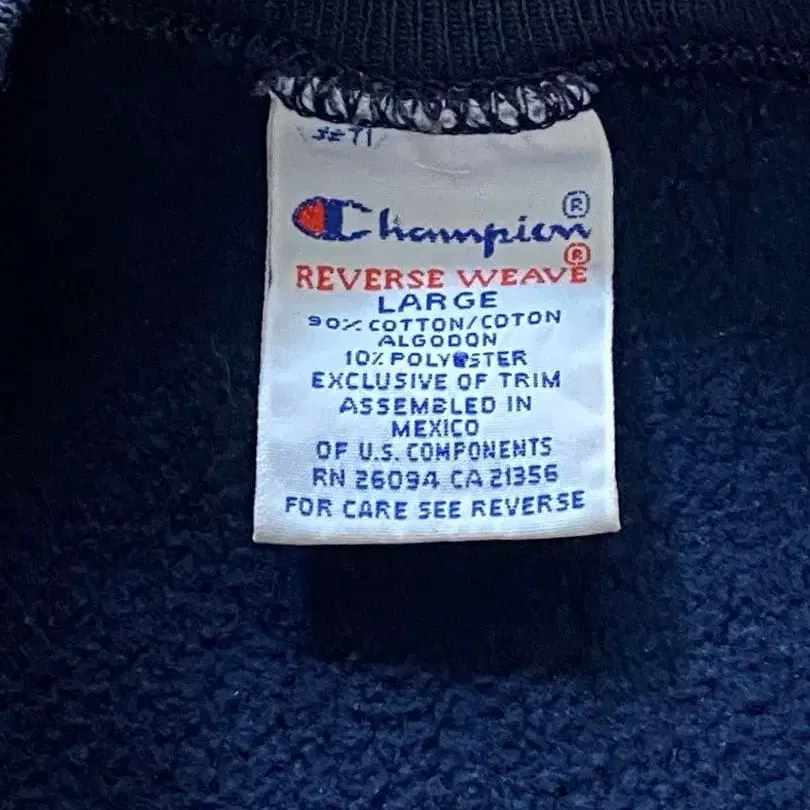 Champion ®
REVERSE WEAVE ®
LARGE
90% COTTON/COTON
ALGODON
10% POLYESTER
EXCLUSIVE OF TRIM
ASSEMBLED IN
MEXICO
OF U.S. COMPONENTS
RN 26094 CA 21356
FOR CARE SEE REVERSE